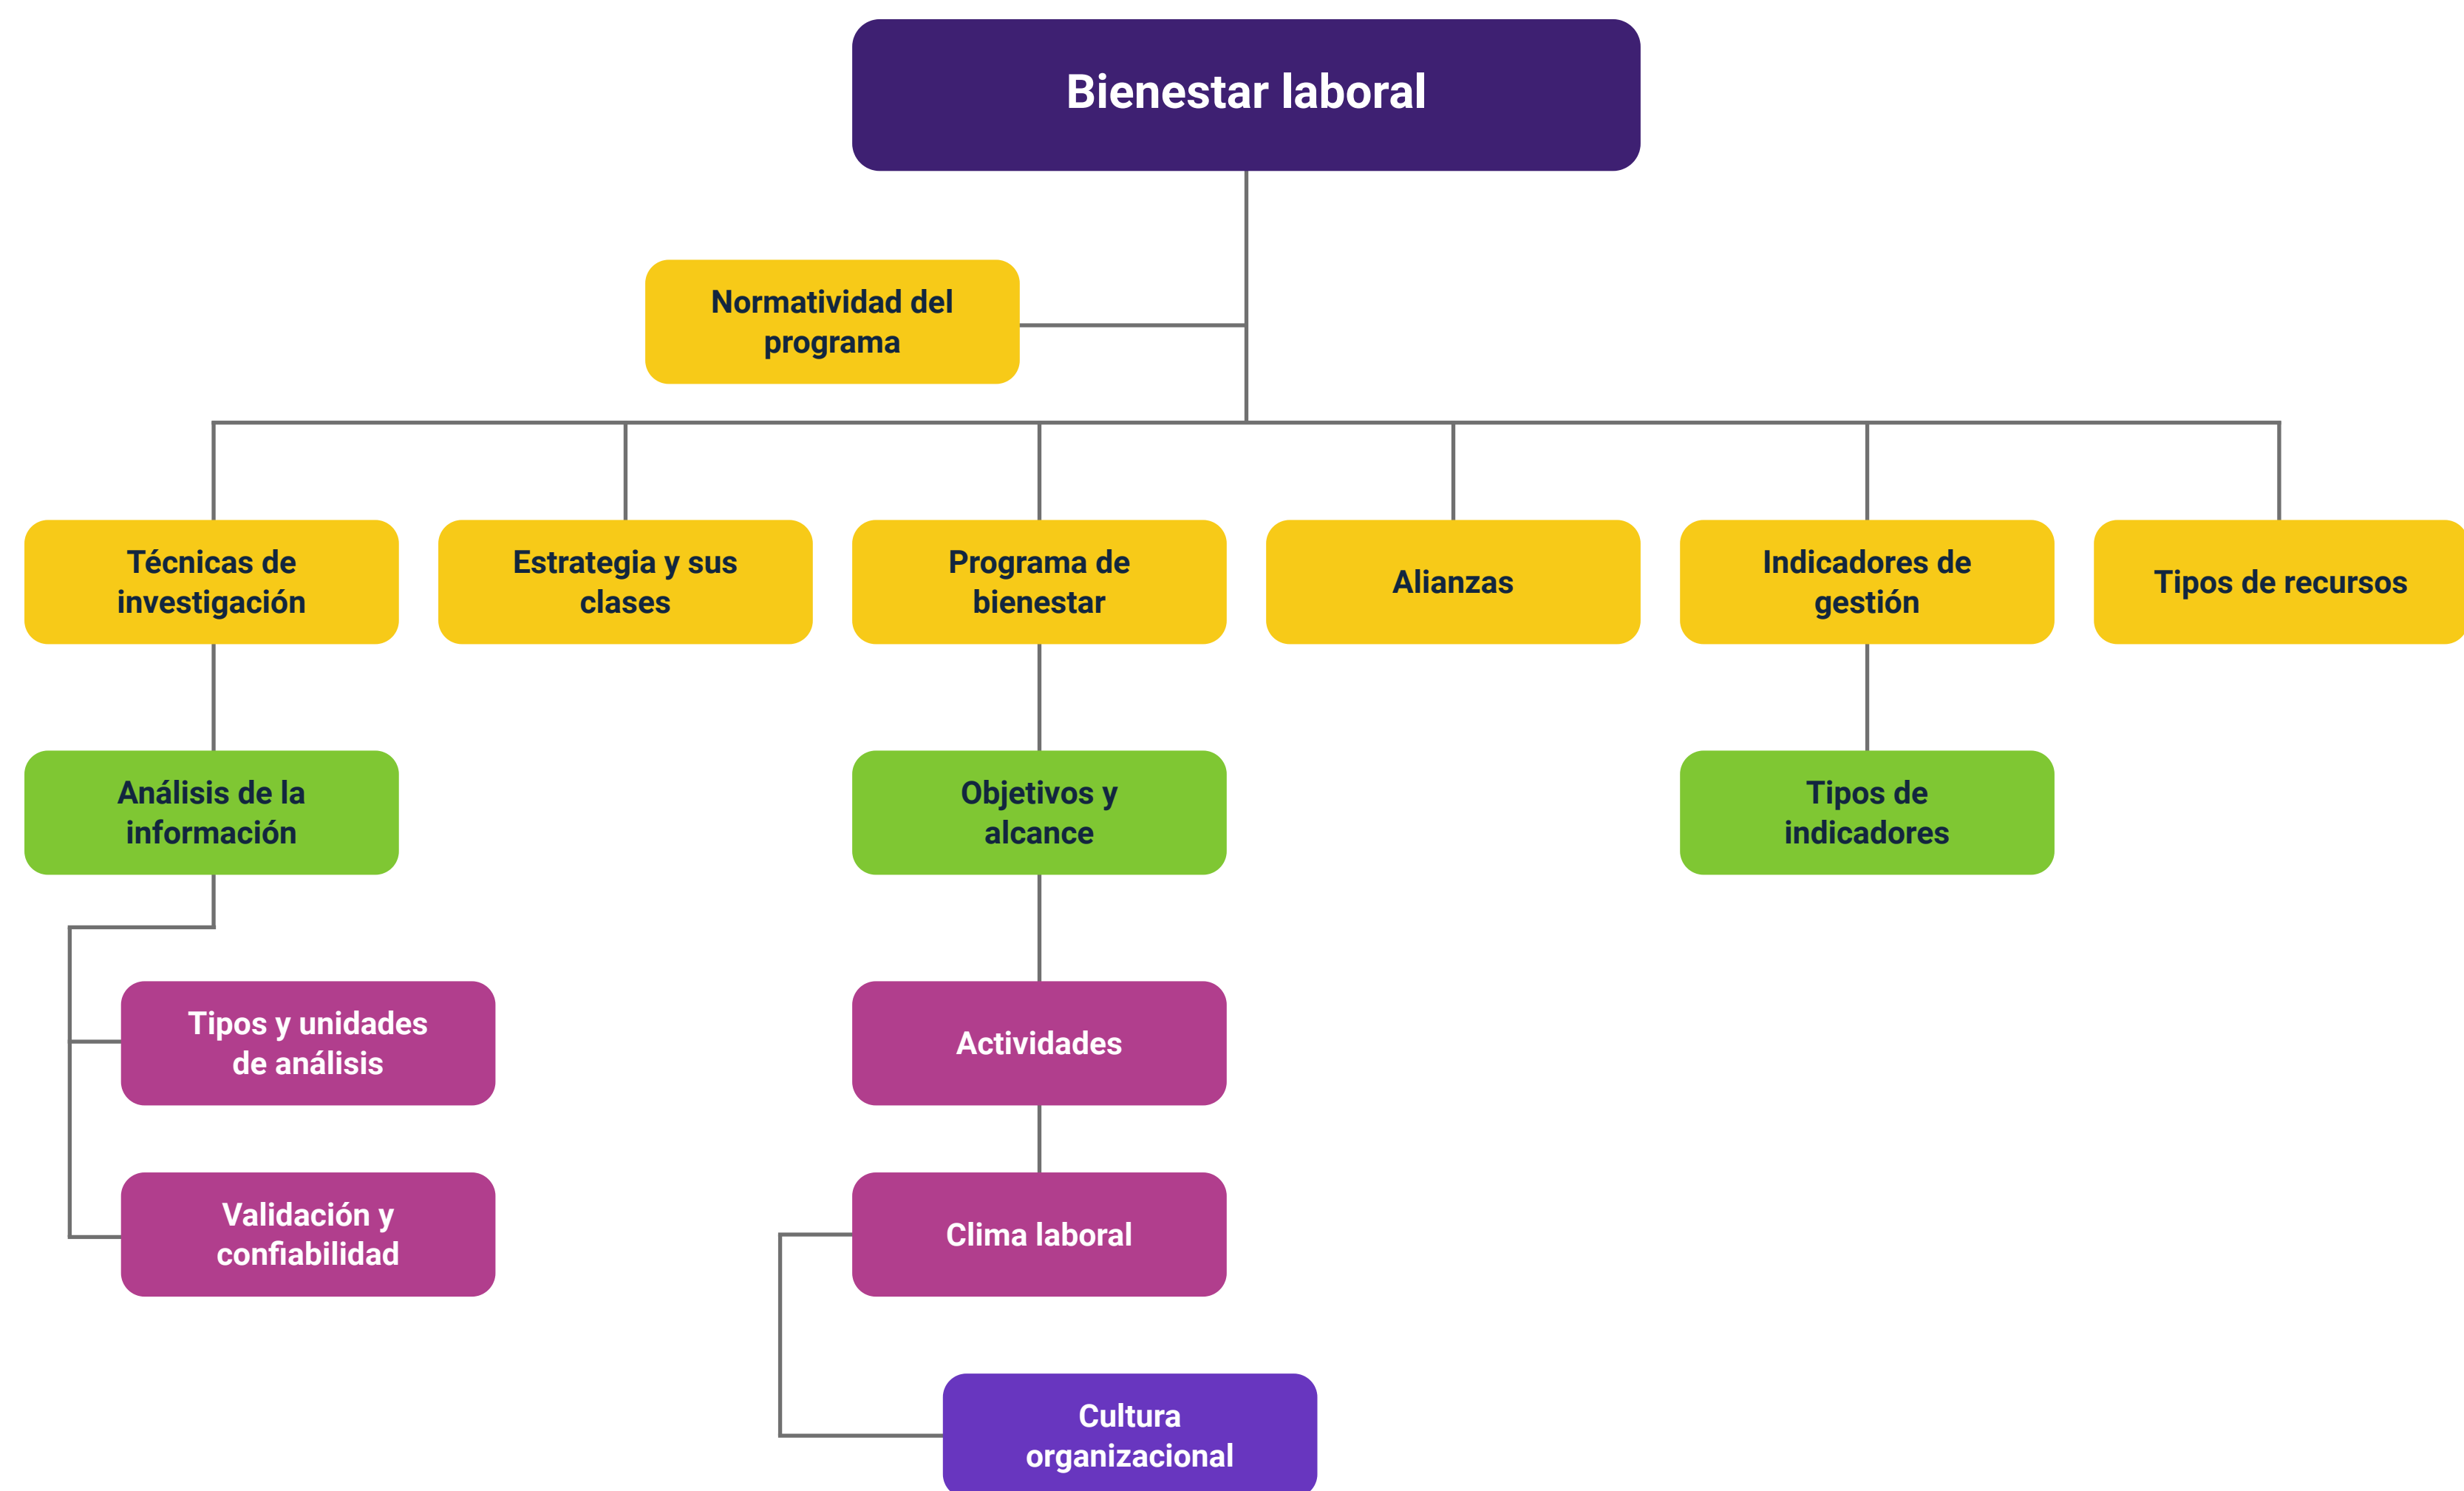 Bienestar laboral
Normatividad del
programa
Técnicas de
investigación
Estrategia y sus
clases
Programa de
bienestar
Alianzas
Indicadores de
gestión
Tipos de recursos
Análisis de la
información
Objetivos y
alcance
Tipos de
indicadores
Tipos y unidades
de análisis
Actividades
Validación y
confiabilidad
Clima laboral
Cultura
organizacional